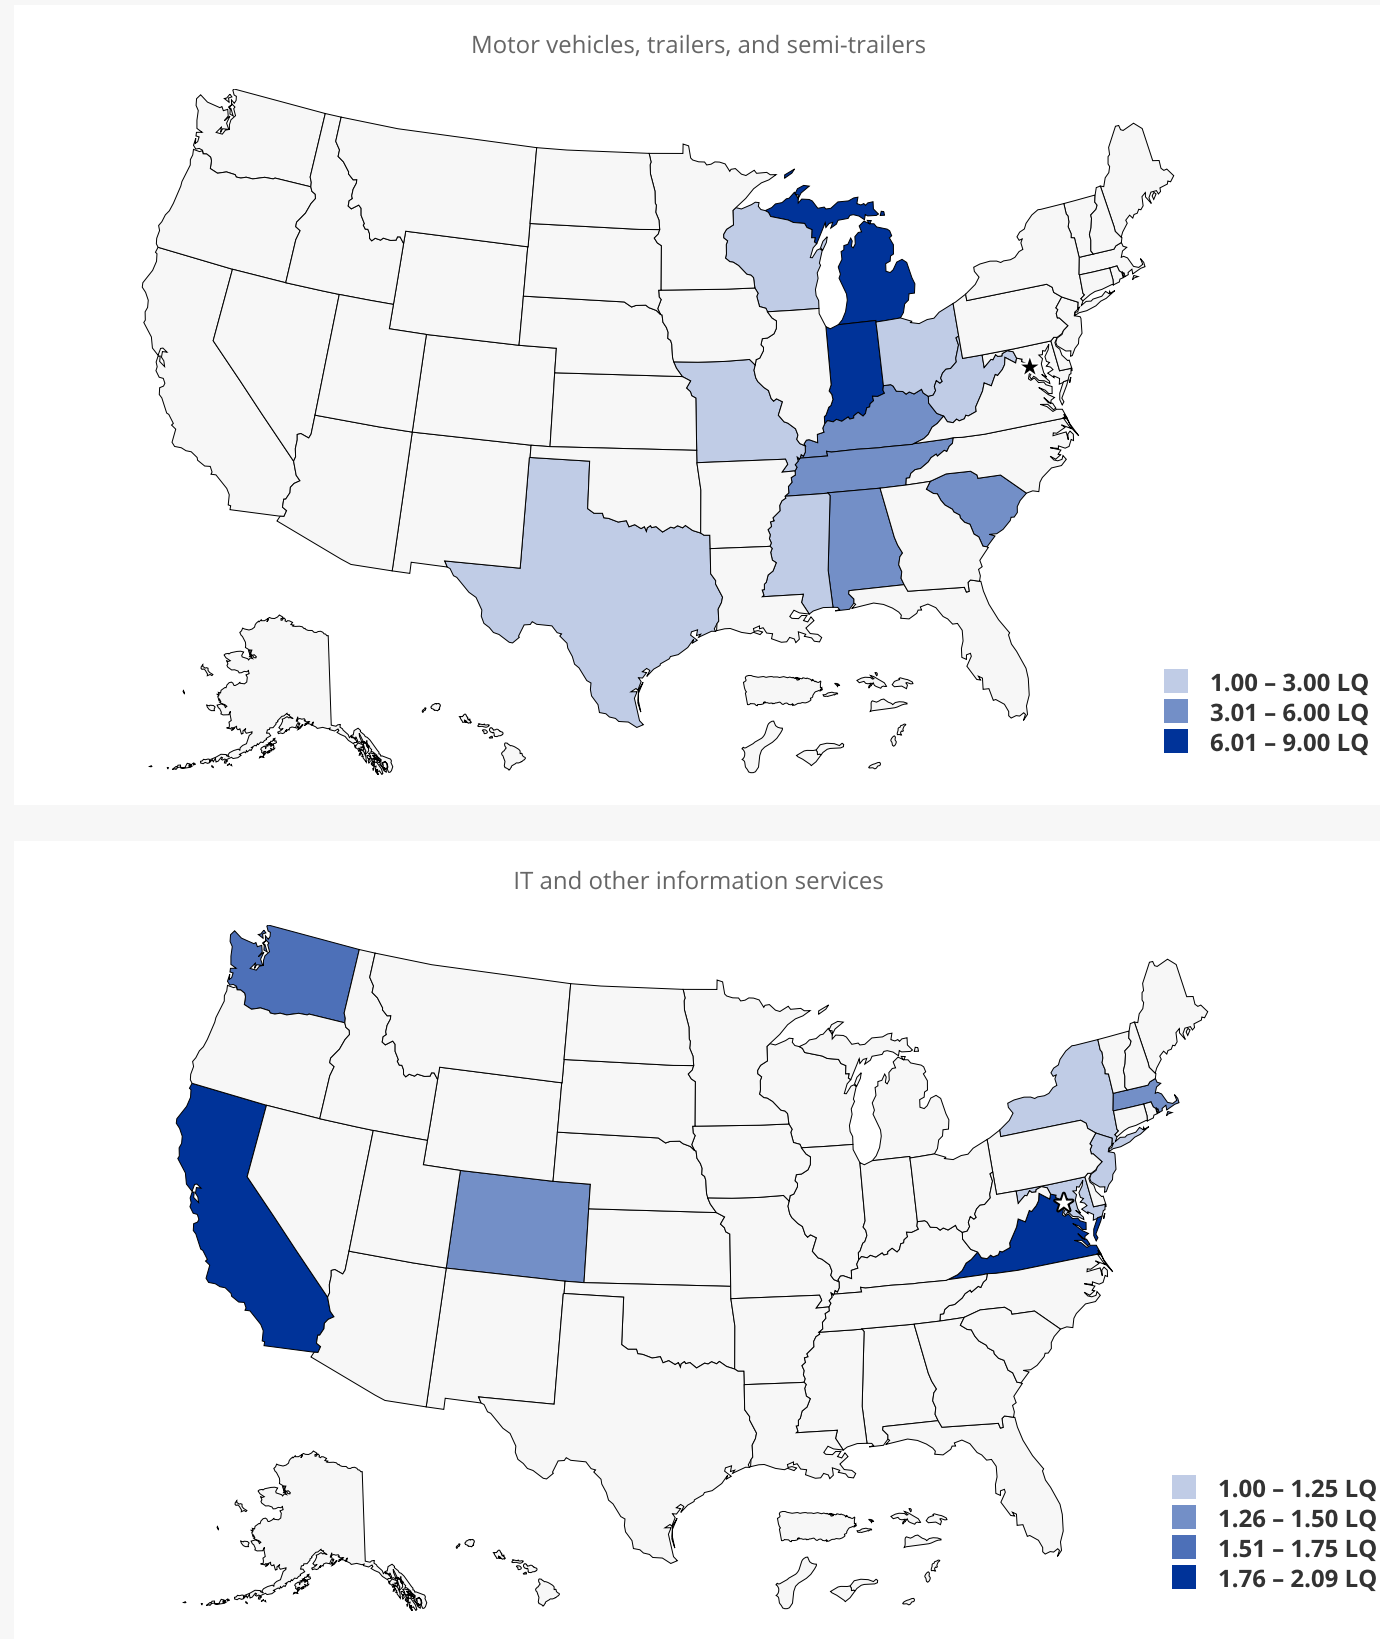 Motor vehicles, trailers, and semi-trailers
1.00 – 3.00 LQ
3.01 – 6.00 LQ
6.01 – 9.00 LQ
IT and other information services
1.00 – 1.25 LQ
1.26 – 1.50 LQ
1.51 – 1.75 LQ
1.76 – 2.09 LQ